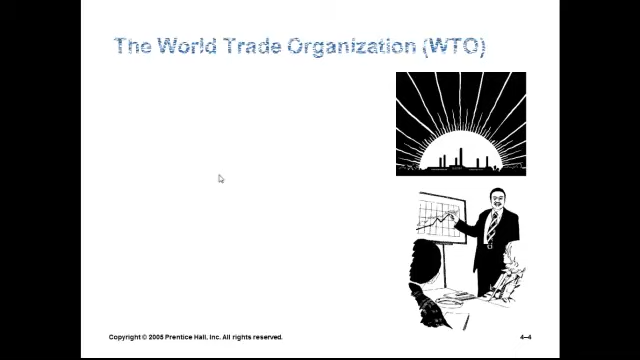 The World Trade Organization (WTO)
Copyright © 2005 Prentice Hall, Inc. All rights reserved.
4–4